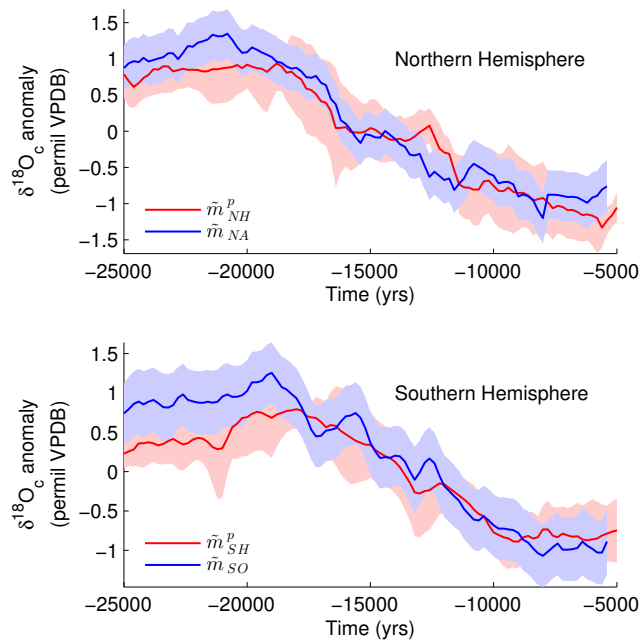 1.5
1
0.5
0
−0.5
−1
−1.5
δ¹⁸O_c anomaly
(permil VPDB)
Northern Hemisphere
m̃ᵖ_NH
m̃_NA
−25000 −20000 −15000 −10000 −5000
Time (yrs)
1.5
1
0.5
0
−0.5
−1
δ¹⁸O_c anomaly
(permil VPDB)
Southern Hemisphere
m̃ᵖ_SH
m̃_SO
−25000 −20000 −15000 −10000 −5000
Time (yrs)